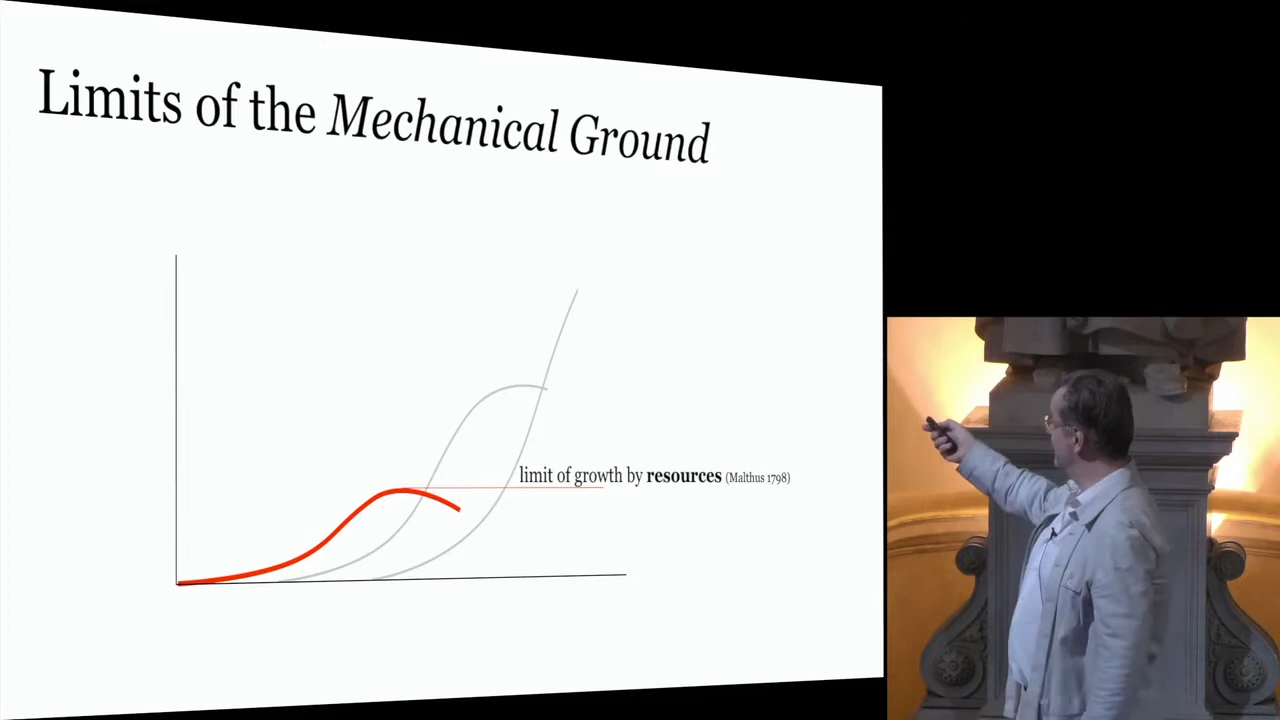 Limits of the Mechanical Ground
limit of growth by resources (Malthus 1798)